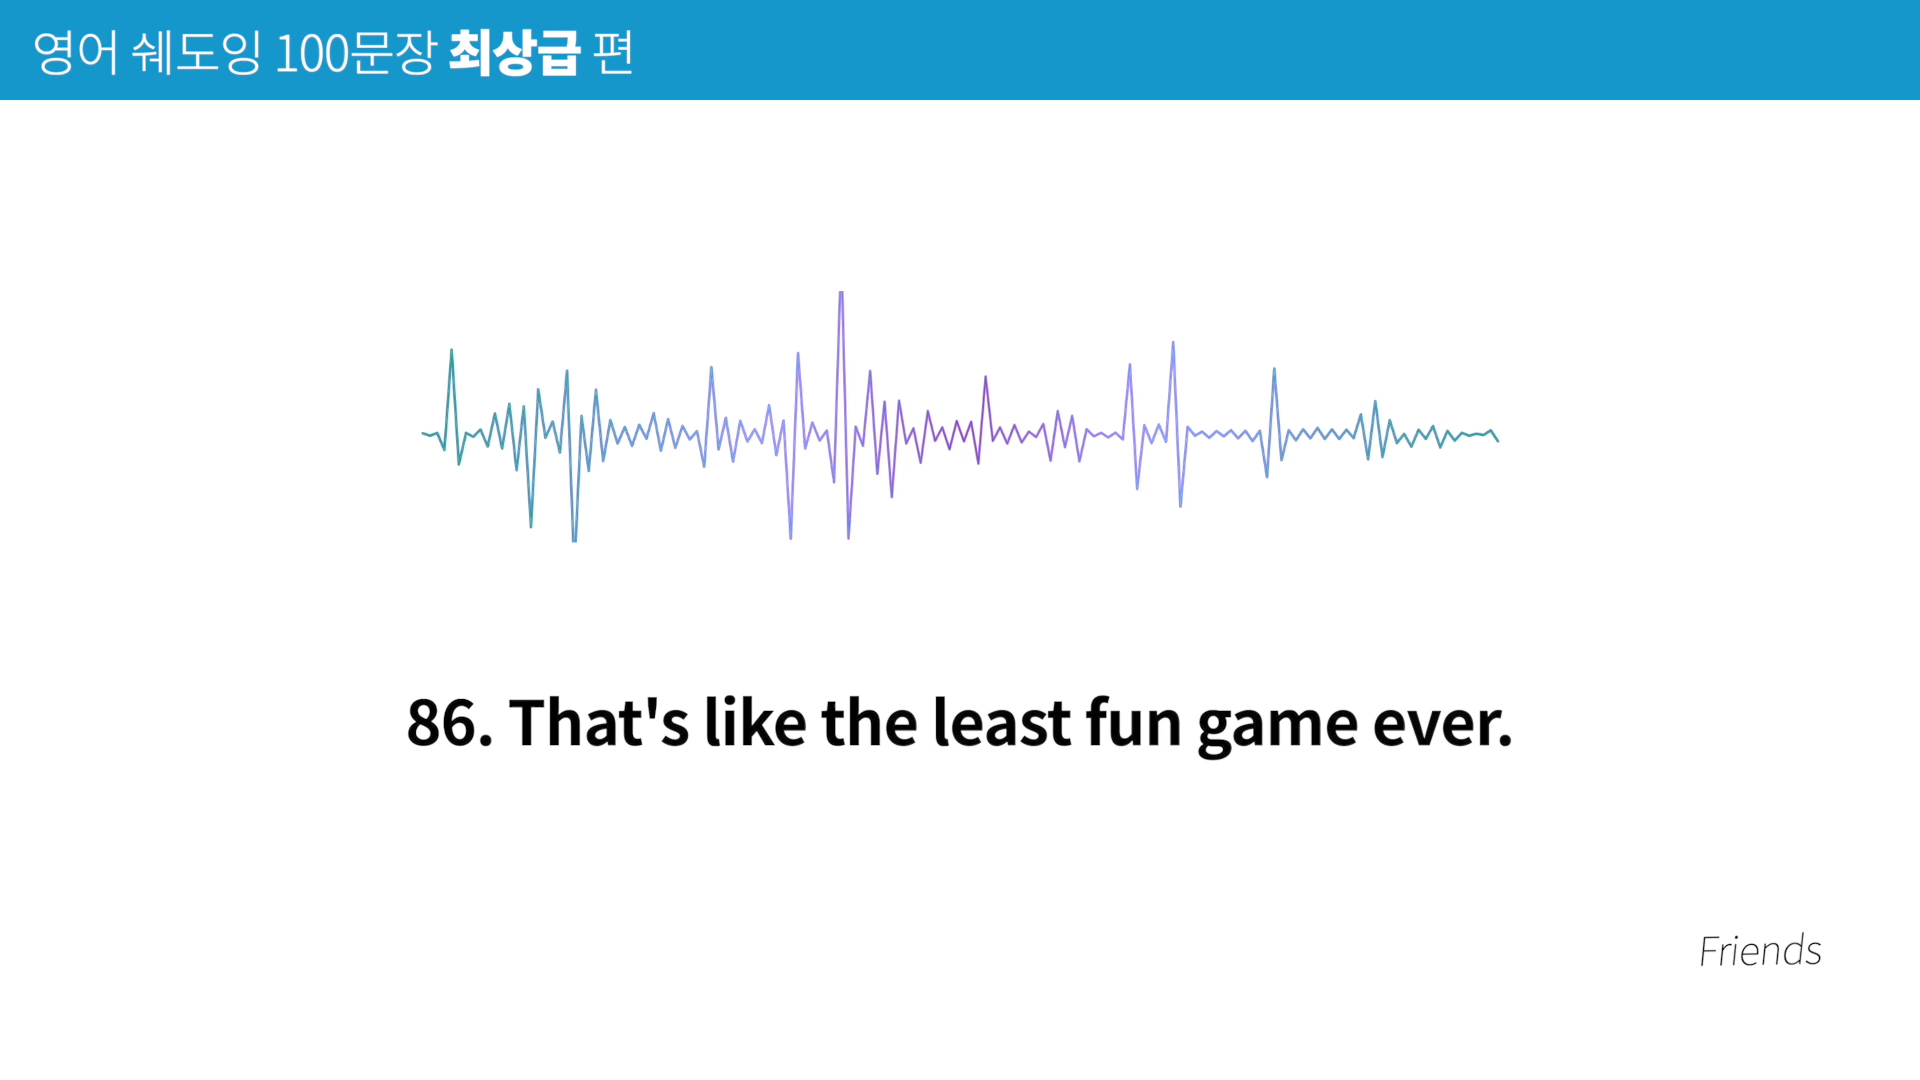 영어 쉐도잉 100문장 최상급 편
86. That's like the least fun game ever.
Friends